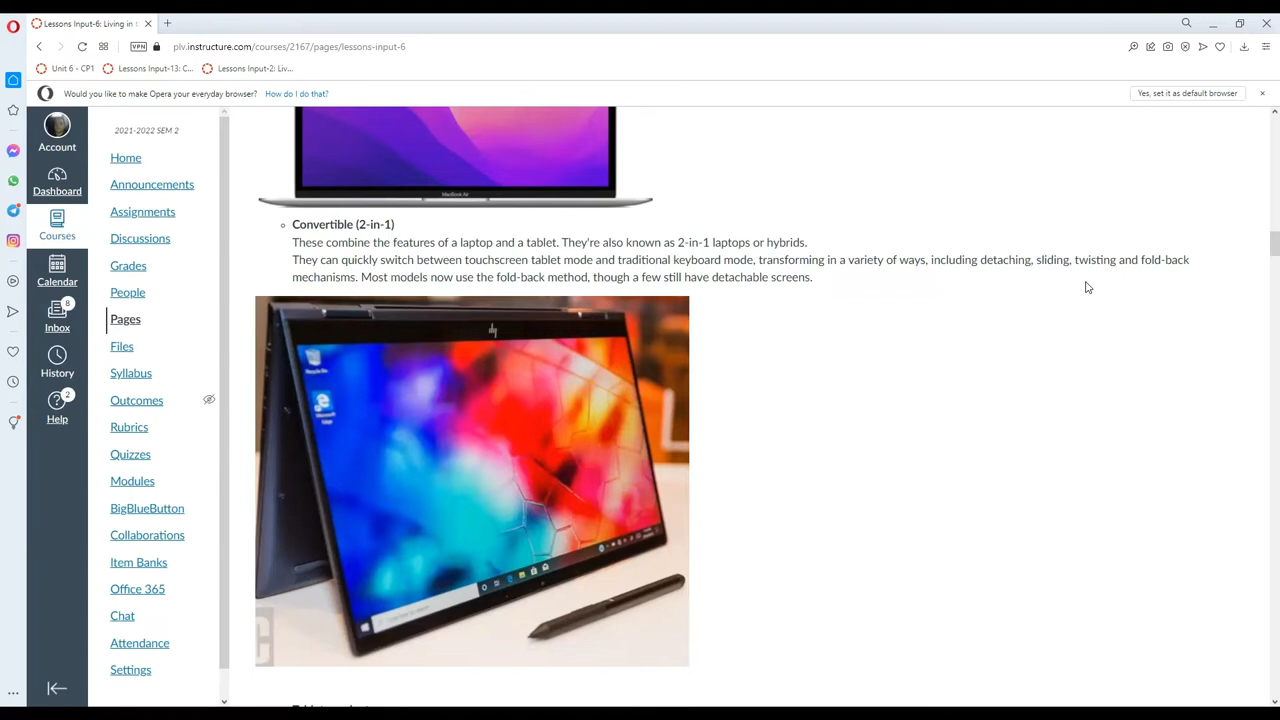 Lessons Input-6: Living in t
VPN
plv.instructure.com/courses/2167/pages/lessons-input-6
Unit 6 - CP1
Lessons Input-13: C...
Lessons Input-2: Liv...
Would you like to make Opera your everyday browser? How do I do that?
Yes, set it as default browser
Account
Dashboard
Courses
Calendar
8
Inbox
History
2
Help
2021-2022 SEM 2
Home
Announcements
Assignments
Discussions
Grades
People
Pages
Files
Syllabus
Outcomes
Rubrics
Quizzes
Modules
BigBlueButton
Collaborations
Item Banks
Office 365
Chat
Attendance
Settings
MacBook Air
Convertible (2-in-1)
These combine the features of a laptop and a tablet. They're also known as 2-in-1 laptops or hybrids.
They can quickly switch between touchscreen tablet mode and traditional keyboard mode, transforming in a variety of ways, including detaching, sliding, twisting and fold-back
mechanisms. Most models now use the fold-back method, though a few still have detachable screens.
hp